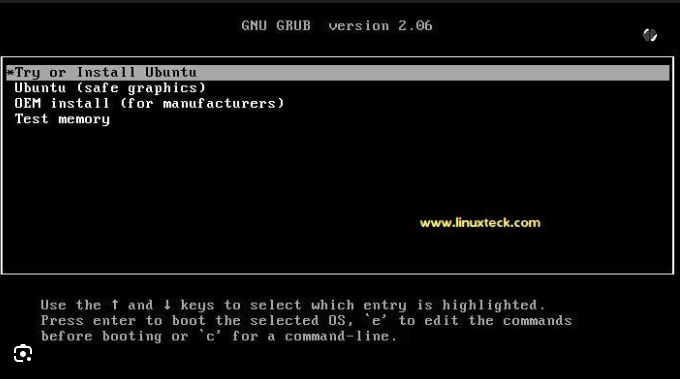 GNU GRUB  version 2.06
*Try or Install Ubuntu
Ubuntu (safe graphics)
OEM install (for manufacturers)
Test memory
www.linuxteck.com
Use the ↑ and ↓ keys to select which entry is highlighted.
Press enter to boot the selected OS, `e' to edit the commands
before booting or `c' for a command-line.